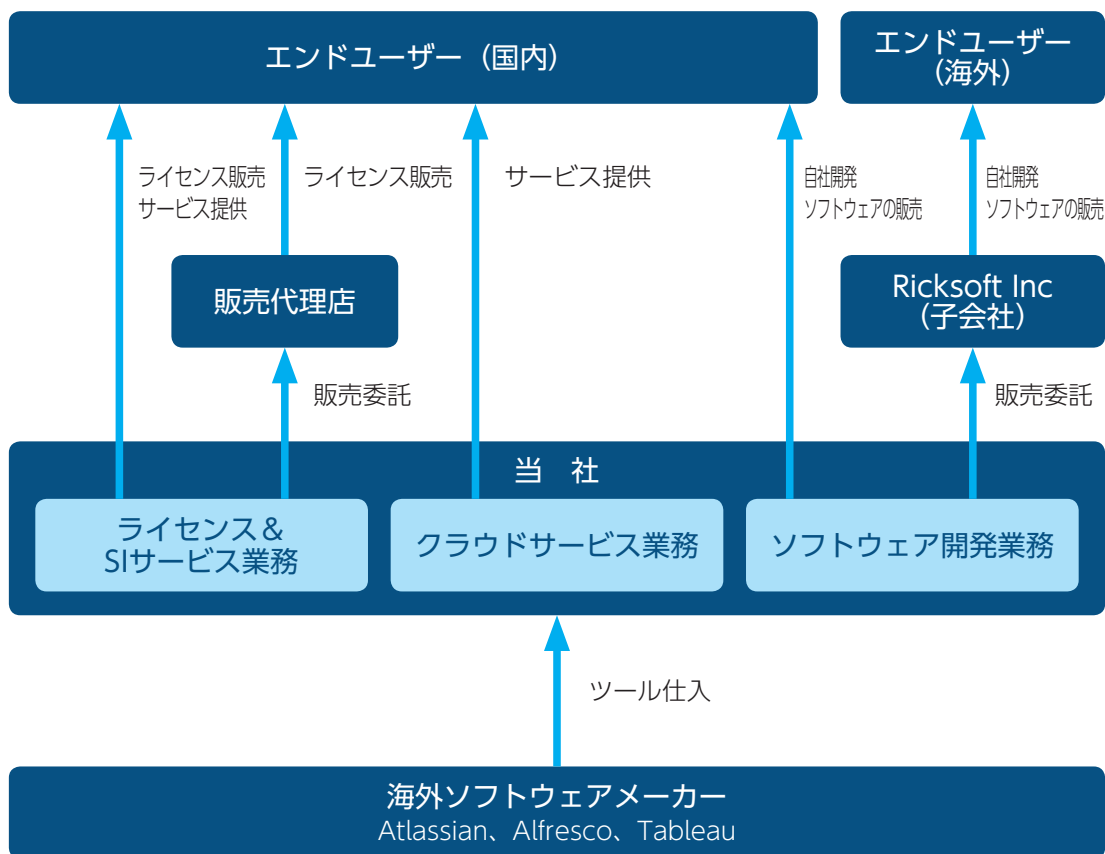 エンドユーザー（国内）
エンドユーザー
（海外）
ライセンス販売
サービス提供
ライセンス販売
サービス提供
自社開発
ソフトウェアの販売
自社開発
ソフトウェアの販売
販売代理店
Ricksoft Inc
（子会社）
販売委託
販売委託
当　社
ライセンス＆
SIサービス業務
クラウドサービス業務
ソフトウェア開発業務
ツール仕入
海外ソフトウェアメーカー
Atlassian、Alfresco、Tableau